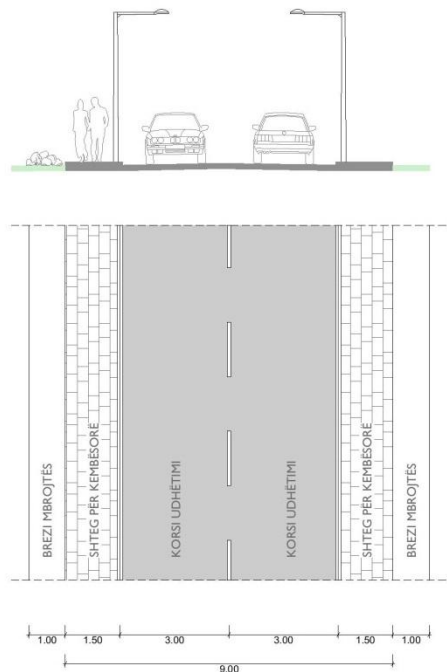 BREZI MBROJTËS
SHTEG PËR KEMBËSORË
KORSI UDHËTIMI
KORSI UDHËTIMI
SHTEG PËR KEMBËSORË
BREZI MBROJTËS
1.00 1.50 3.00 3.00 1.50 1.00
9.00